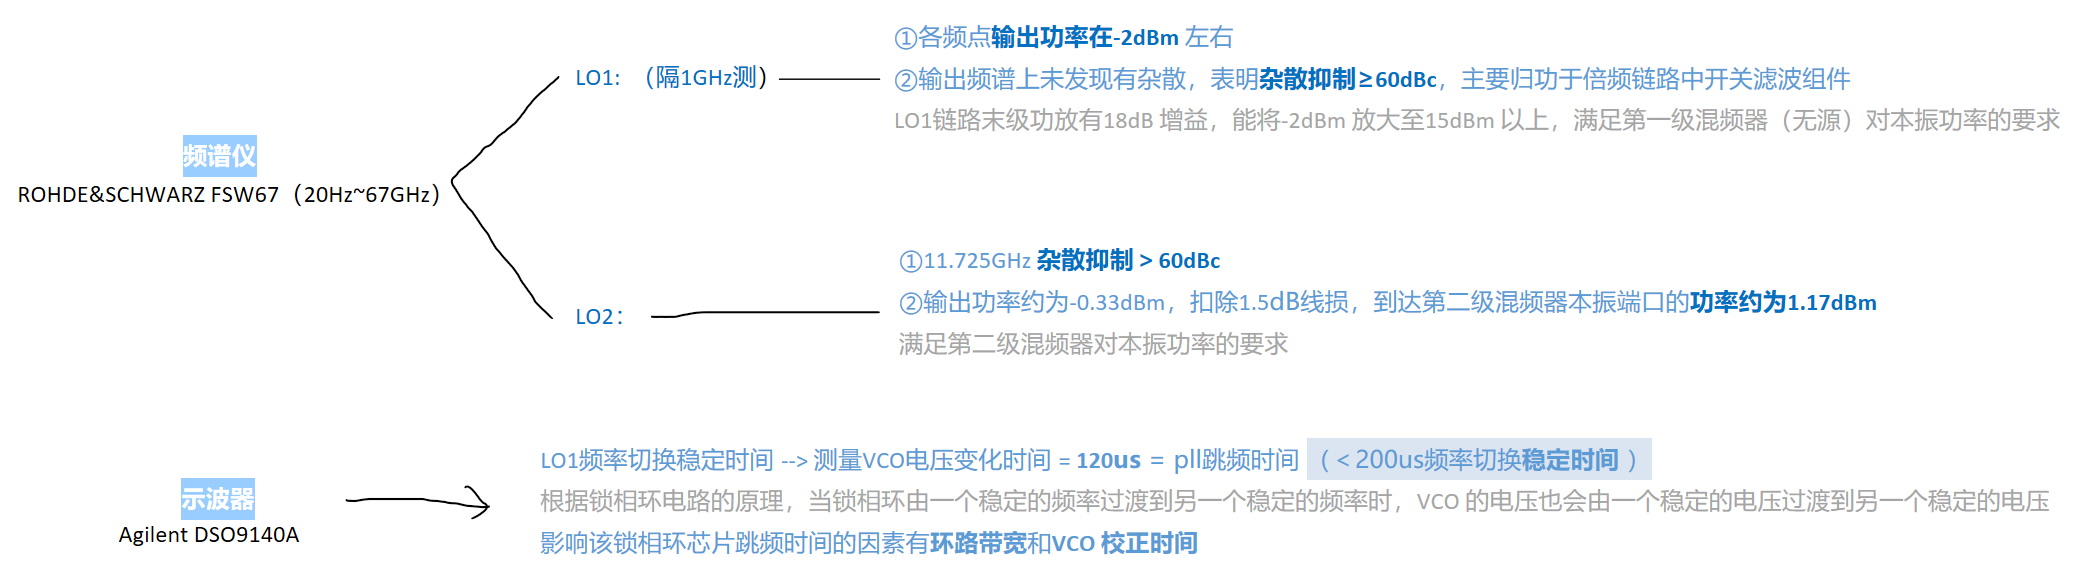 频谱仪
ROHDE&SCHWARZ FSW67（20Hz~67GHz）
LO1: （隔1GHz测）
①各频点输出功率在-2dBm 左右
②输出频谱上未发现有杂散，表明杂散抑制≥60dBc，主要归功于倍频链路中开关滤波组件
LO1链路末级功放有18dB 增益，能将-2dBm 放大至15dBm 以上，满足第一级混频器（无源）对本振功率的要求
LO2：
①11.725GHz 杂散抑制 > 60dBc
②输出功率约为-0.33dBm，扣除1.5dB线损，到达第二级混频器本振端口的功率约为1.17dBm
满足第二级混频器对本振功率的要求
示波器
Agilent DSO9140A
LO1频率切换稳定时间 --> 测量VCO电压变化时间 = 120us = pll跳频时间 （ < 200us频率切换稳定时间 ）
根据锁相环电路的原理，当锁相环由一个稳定的频率过渡到另一个稳定的频率时，VCO 的电压也会由一个稳定的电压过渡到另一个稳定的电压
影响该锁相环芯片跳频时间的因素有环路带宽和VCO 校正时间